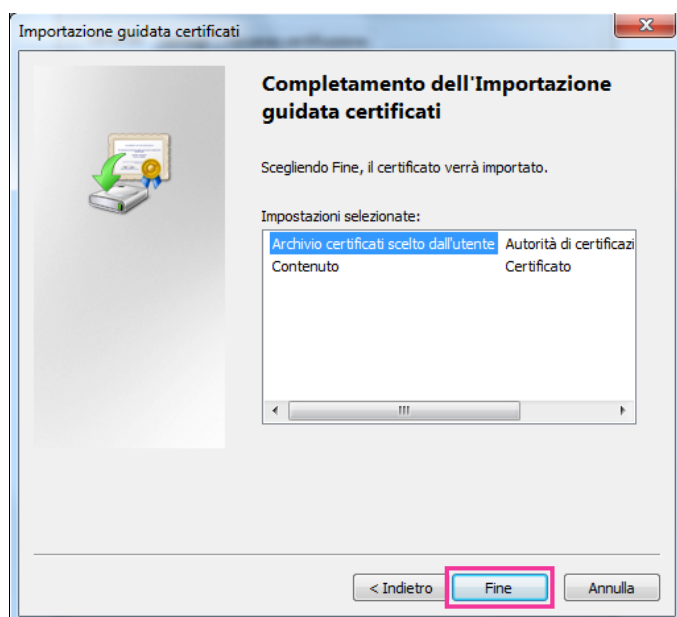 Importazione guidata certificati
Completamento dell'Importazione
guidata certificati
Scegliendo Fine, il certificato verrà importato.
Impostazioni selezionate:
Archivio certificati scelto dall'utente Autorità di certificazi
Contenuto Certificato
< Indietro Fine Annulla